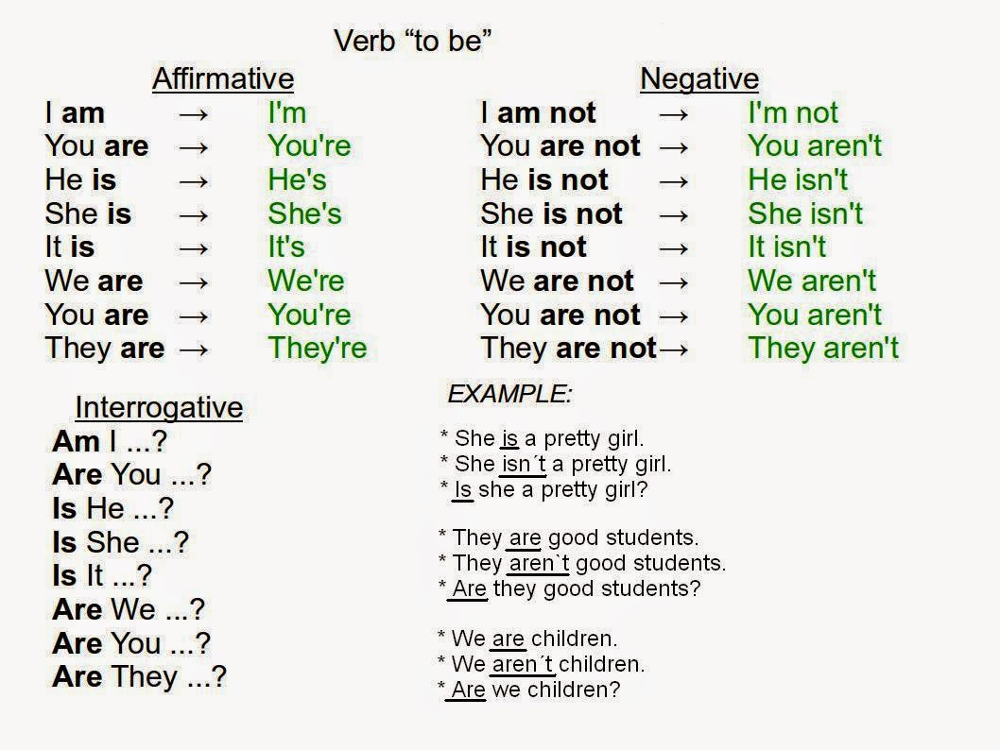 Verb “to be”
Affirmative
I am → I'm
You are → You're
He is → He's
She is → She's
It is → It's
We are → We're
You are → You're
They are → They're
Negative
I am not → I'm not
You are not → You aren't
He is not → He isn't
She is not → She isn't
It is not → It isn't
We are not → We aren't
You are not → You aren't
They are not → They aren't
Interrogative
Am I ...?
Are You ...?
Is He ...?
Is She ...?
Is It ...?
Are We ...?
Are You ...?
Are They ...?
EXAMPLE:
* She is a pretty girl.
* She isn´t a pretty girl.
* Is she a pretty girl?
* They are good students.
* They aren`t good students.
* Are they good students?
* We are children.
* We aren´t children.
* Are we children?